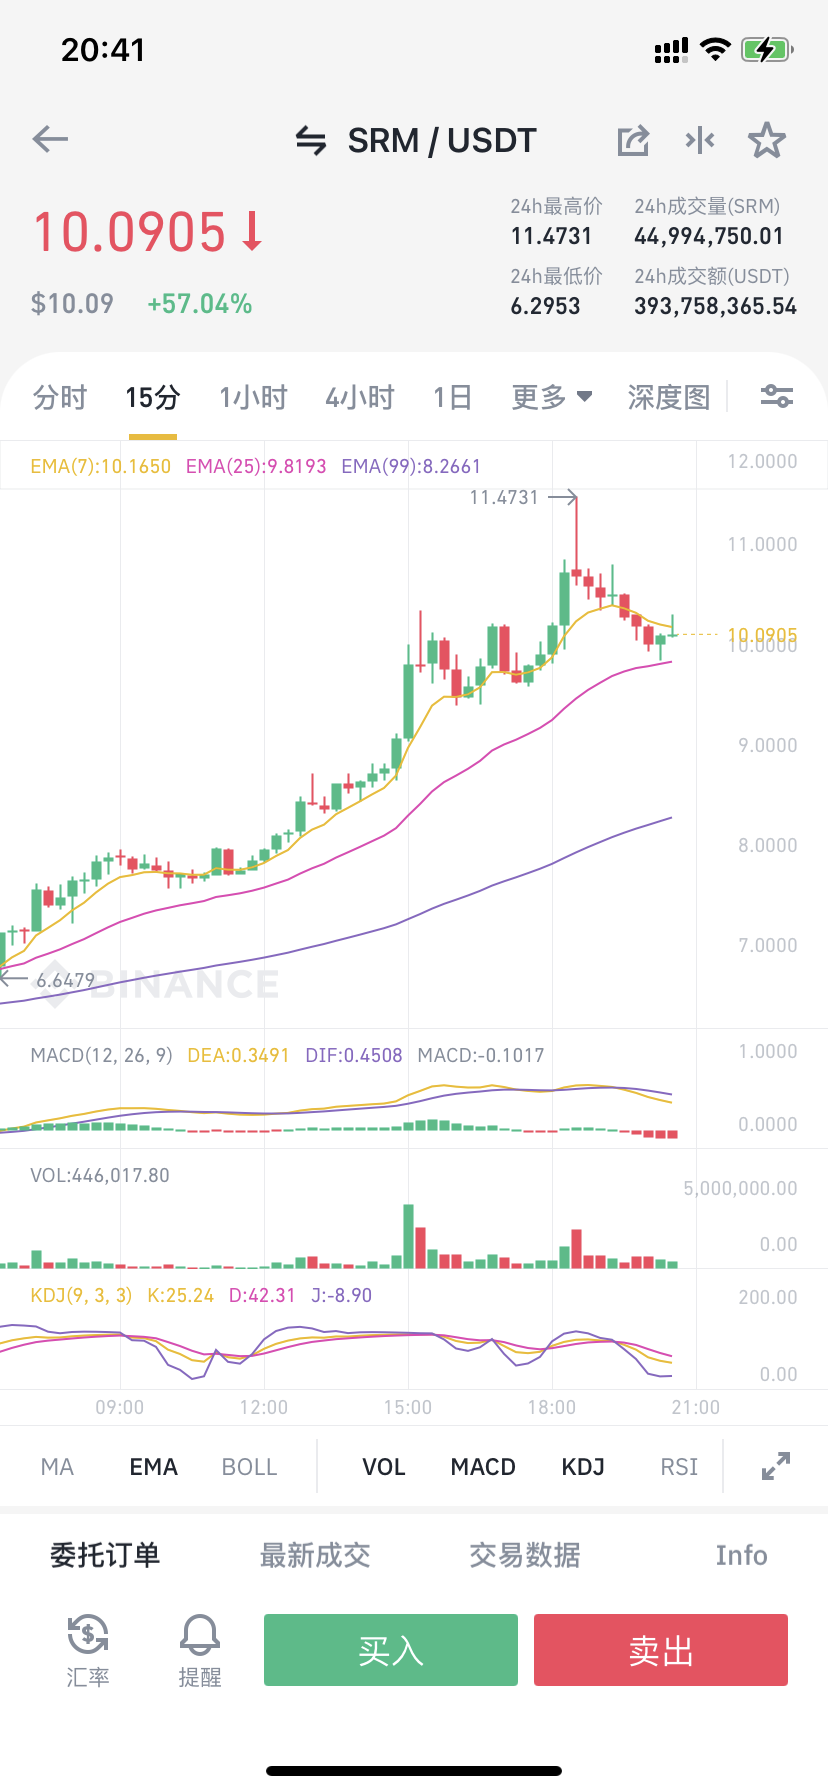 20:41
SRM / USDT
10.0905
$10.09 +57.04%
24h最高价 24h成交量(SRM)
11.4731 44,994,750.01
24h最低价 24h成交额(USDT)
6.2953 393,758,365.54
分时 15分 1小时 4小时 1日 更多 深度图
EMA(7):10.1650 EMA(25):9.8193 EMA(99):8.2661
12.0000
11.4731
11.0000
10.0905
10.0000
9.0000
8.0000
7.0000
6.6479
BINANCE
MACD(12, 26, 9) DEA:0.3491 DIF:0.4508 MACD:-0.1017
1.0000
0.0000
VOL:446,017.80
5,000,000.00
0.00
KDJ(9, 3, 3) K:25.24 D:42.31 J:-8.90
200.00
0.00
09:00 12:00 15:00 18:00 21:00
MA EMA BOLL VOL MACD KDJ RSI
委托订单 最新成交 交易数据 Info
汇率 提醒 买入 卖出